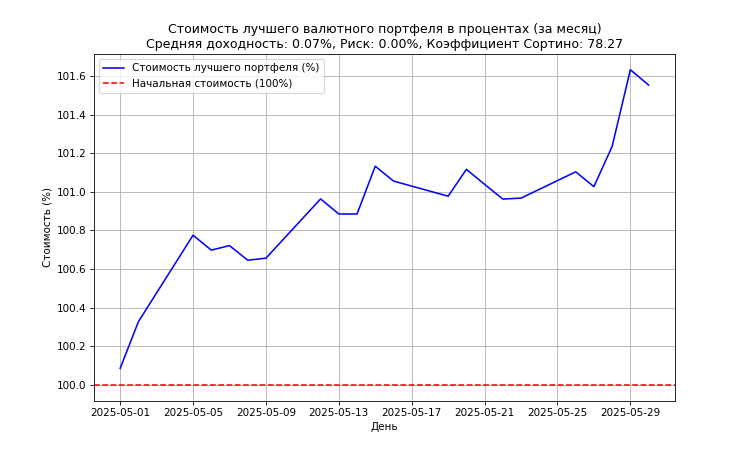 Стоимость лучшего валютного портфеля в процентах (за месяц)
Средняя доходность: 0.07%, Риск: 0.00%, Коэффициент Сортино: 78.27
Стоимость лучшего портфеля (%)
Начальная стоимость (100%)
Стоимость (%)
101.6
101.4
101.2
101.0
100.8
100.6
100.4
100.2
100.0
2025-05-01 2025-05-05 2025-05-09 2025-05-13 2025-05-17 2025-05-21 2025-05-25 2025-05-29
День